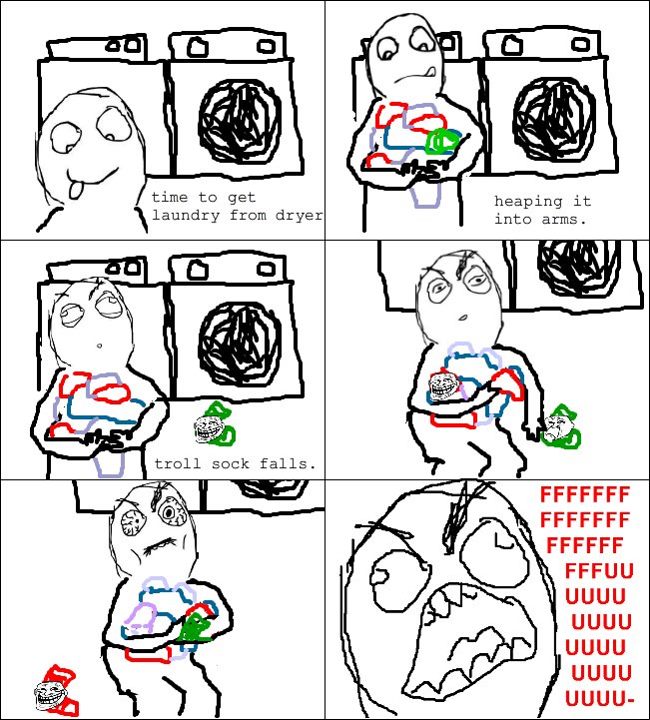 time to get
laundry from dryer
heaping it
into arms.
troll sock falls.
FFFFFFF
FFFFFFF
FFFFFF
FFFUU
UUUU
UUUU
UUUU
UUUU
UUUU-